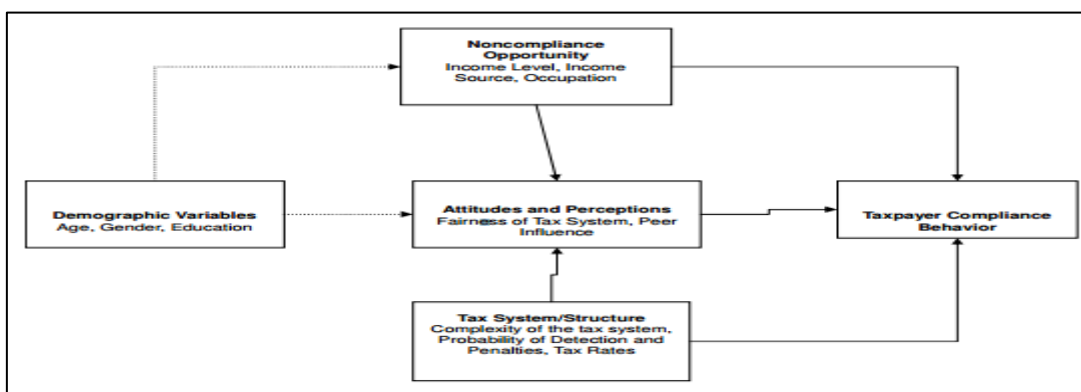 Noncompliance
Opportunity
Income Level, Income
Source, Occupation
Demographic Variables
Age, Gender, Education
Attitudes and Perceptions
Fairness of Tax System, Peer
Influence
Taxpayer Compliance
Behavior
Tax System/Structure
Complexity of the tax system,
Probability of Detection and
Penalties, Tax Rates